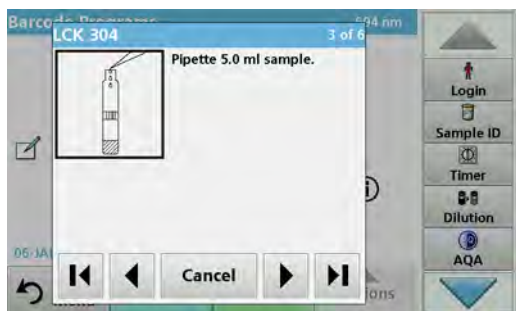 Barcode Programs
694 nm
LCK 304
3 of 6
Pipette 5.0 ml sample.
Login
Sample ID
Timer
Dilution
AQA
Cancel